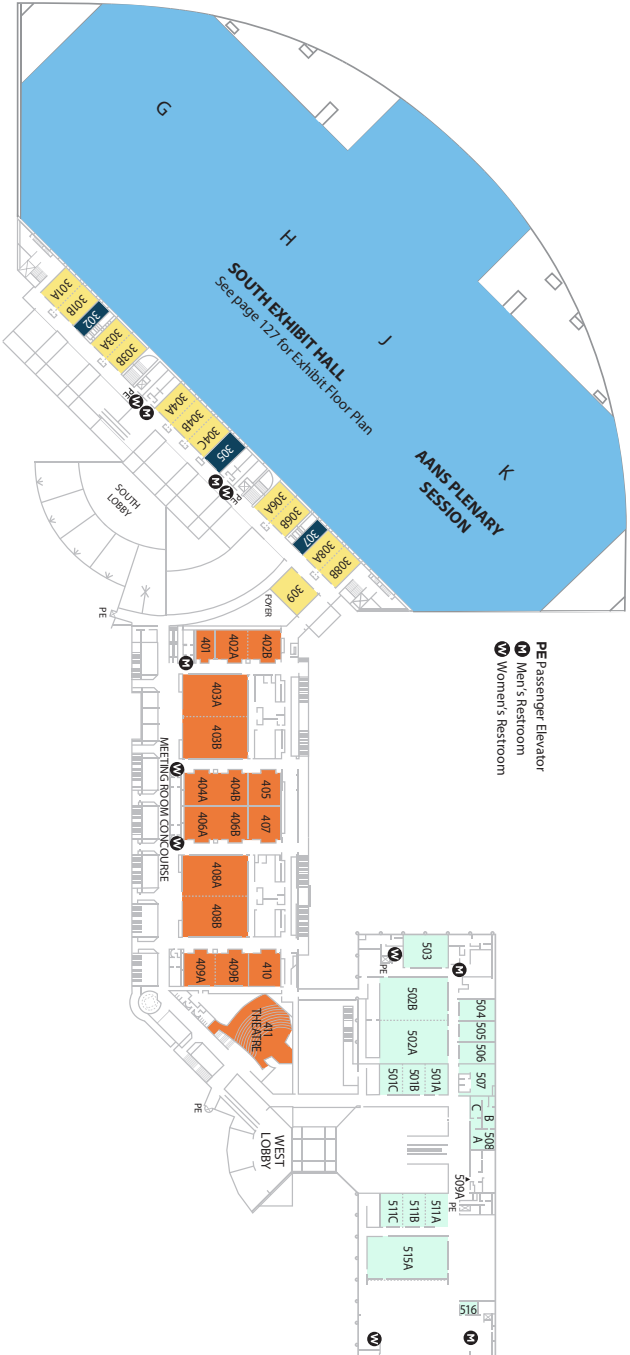 G
H
J
K
SOUTH EXHIBIT HALL
See page 127 for Exhibit Floor Plan
AANS PLENARY
SESSION
301A
301B
302
303A
303B
PE
W
M
304A
304B
304C
305
M
W
PE
306A
306B
307
308A
308B
309
FOYER
SOUTH
LOBBY
PE
PE Passenger Elevator
M Men's Restroom
W Women's Restroom
401
402A
402B
M
403A
403B
MEETING ROOM CONCOURSE
W
404A
404B
405
406A
406B
407
W
408A
408B
409A
409B
410
411
THEATRE
PE
WEST
LOBBY
503
W
PE
M
502B
502A
504
505
506
507
501C
501B
501A
C
B
A
508
509A
PE
511C
511B
511A
515A
516
W
M